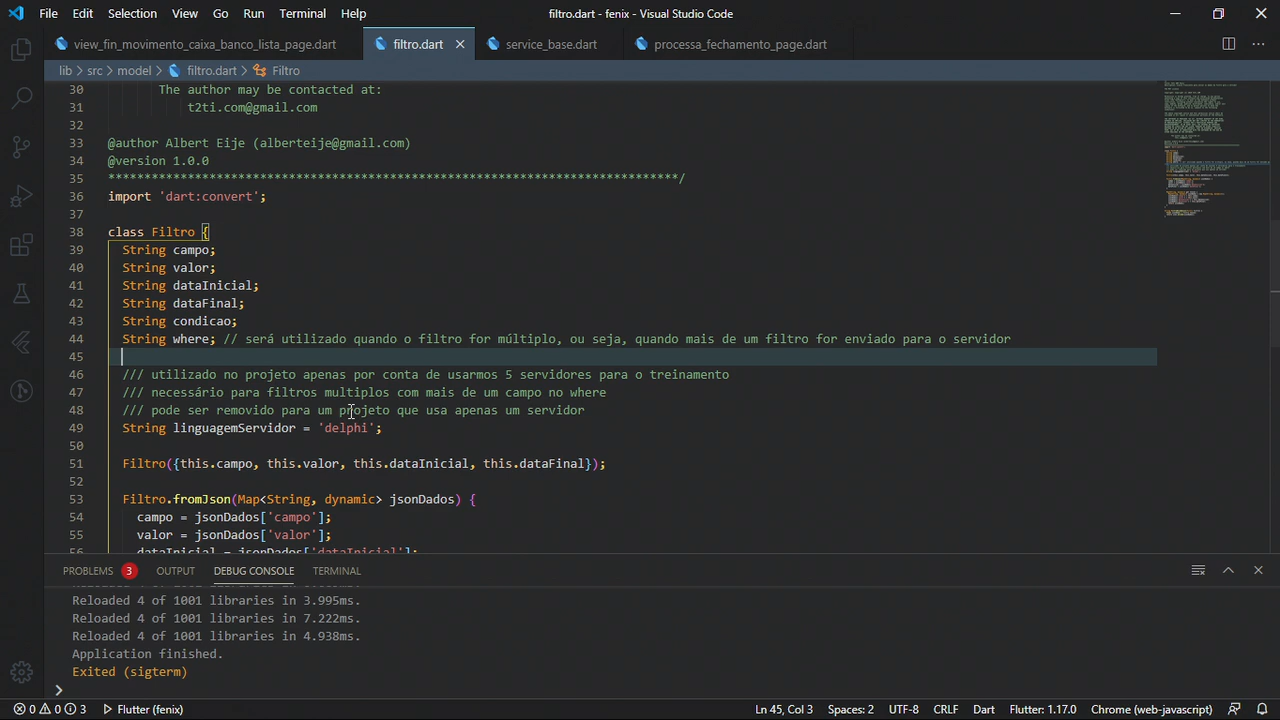 File Edit Selection View Go Run Terminal Help filtro.dart - fenix - Visual Studio Code
view_fin_movimento_caixa_banco_lista_page.dart filtro.dart service_base.dart processa_fechamento_page.dart
lib > src > model > filtro.dart > Filtro
30 The author may be contacted at:
31 t2ti.com@gmail.com
32
33 @author Albert Eije (alberteije@gmail.com)
34 @version 1.0.0
35 *******************************************************************************/
36 import 'dart:convert';
37
38 class Filtro {
39 String campo;
40 String valor;
41 String dataInicial;
42 String dataFinal;
43 String condicao;
44 String where; // será utilizado quando o filtro for múltiplo, ou seja, quando mais de um filtro for enviado para o servidor
45
46 /// utilizado no projeto apenas por conta de usarmos 5 servidores para o treinamento
47 /// necessário para filtros multiplos com mais de um campo no where
48 /// pode ser removido para um projeto que usa apenas um servidor
49 String linguagemServidor = 'delphi';
50
51 Filtro({this.campo, this.valor, this.dataInicial, this.dataFinal});
52
53 Filtro.fromJson(Map<String, dynamic> jsonDados) {
54 campo = jsonDados['campo'];
55 valor = jsonDados['valor'];
56 dataInicial = jsonDados['dataInicial'];
PROBLEMS 3 OUTPUT DEBUG CONSOLE TERMINAL
Reloaded 4 of 1001 libraries in 3.995ms.
Reloaded 4 of 1001 libraries in 7.222ms.
Reloaded 4 of 1001 libraries in 4.938ms.
Application finished.
Exited (sigterm)
>
0 0 3 Flutter (fenix) Ln 45, Col 3 Spaces: 2 UTF-8 CRLF Dart Flutter: 1.17.0 Chrome (web-javascript)